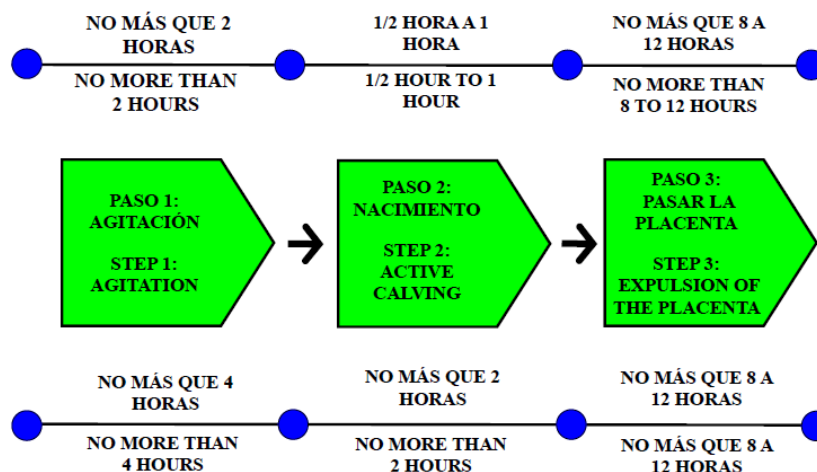 NO MÁS QUE 2
HORAS
NO MORE THAN
2 HOURS
1/2 HORA A 1
HORA
1/2 HOUR TO 1
HOUR
NO MÁS QUE 8 A
12 HORAS
NO MORE THAN
8 TO 12 HOURS
PASO 1:
AGITACIÓN
STEP 1:
AGITATION
PASO 2:
NACIMIENTO
STEP 2:
ACTIVE
CALVING
PASO 3:
PASAR LA
PLACENTA
STEP 3:
EXPULSION OF
THE PLACENTA
NO MÁS QUE 4
HORAS
NO MORE THAN
4 HOURS
NO MÁS QUE 2
HORAS
NO MORE THAN
2 HOURS
NO MÁS QUE 8 A
12 HORAS
NO MÁS QUE 8 A
12 HORAS